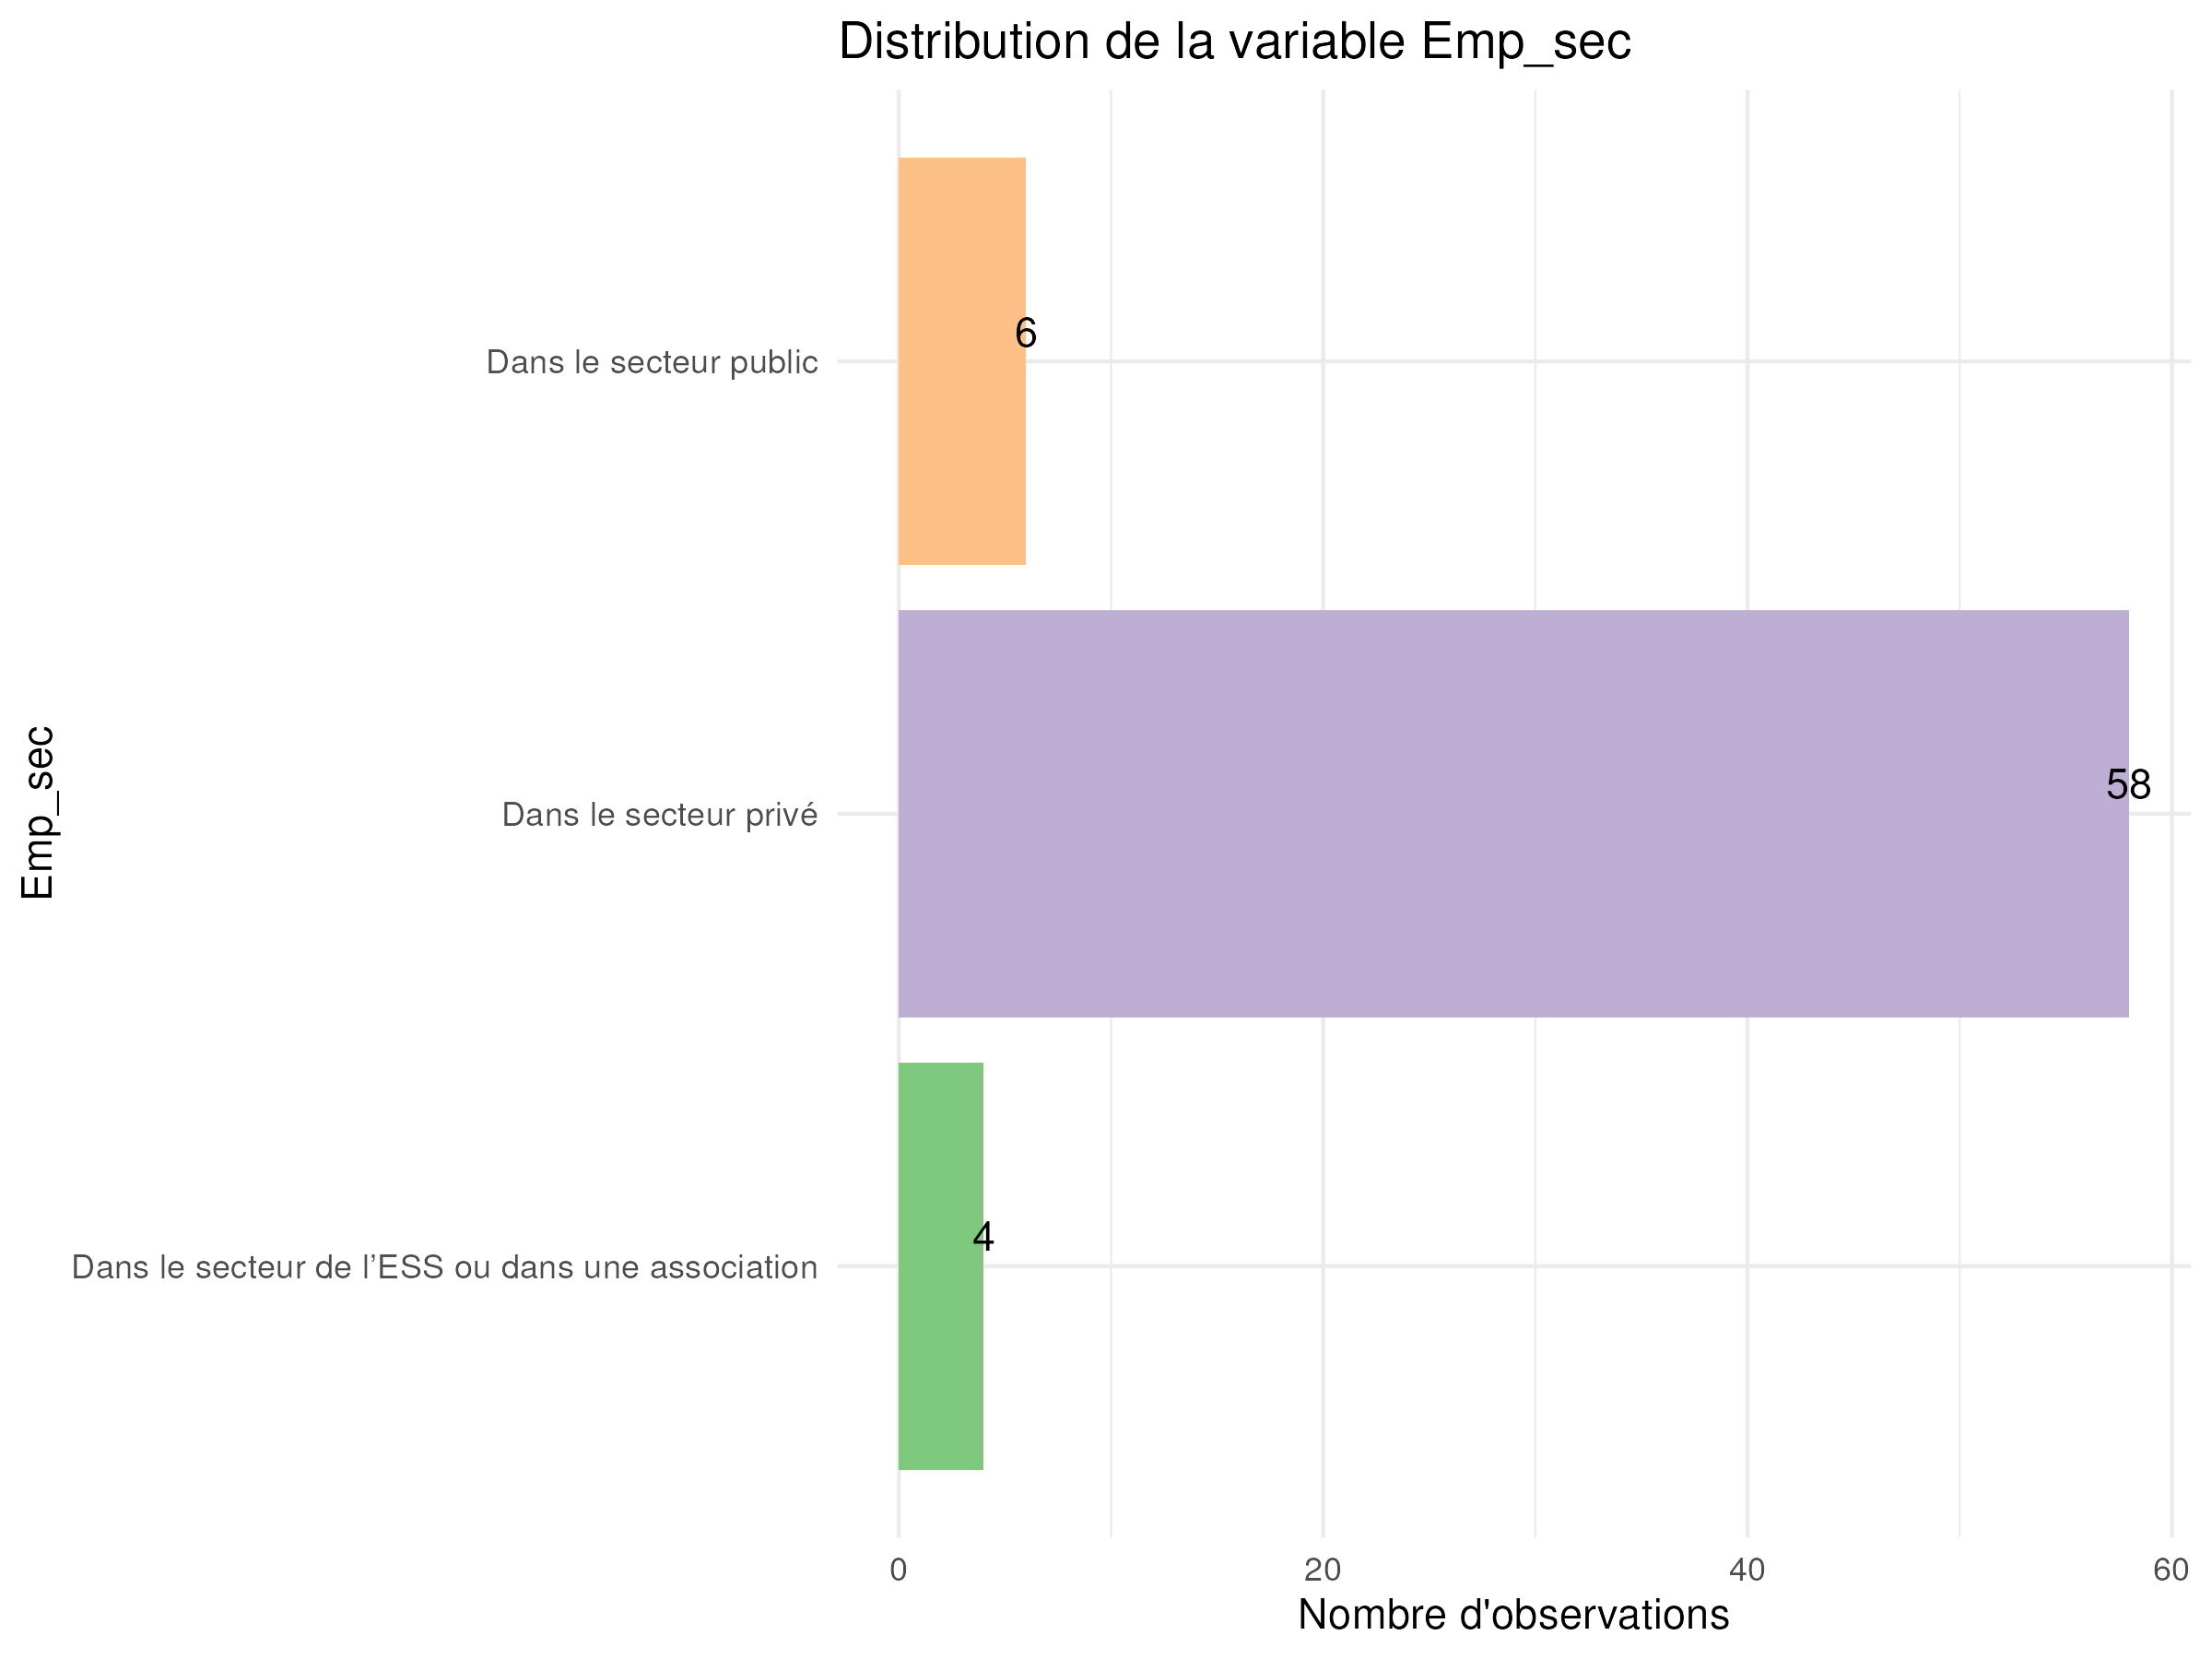 Distribution de la variable Emp_sec
Emp_sec
Dans le secteur public
6
Dans le secteur privé
58
Dans le secteur de l’ESS ou dans une association
4
0 20 40 60
Nombre d'observations